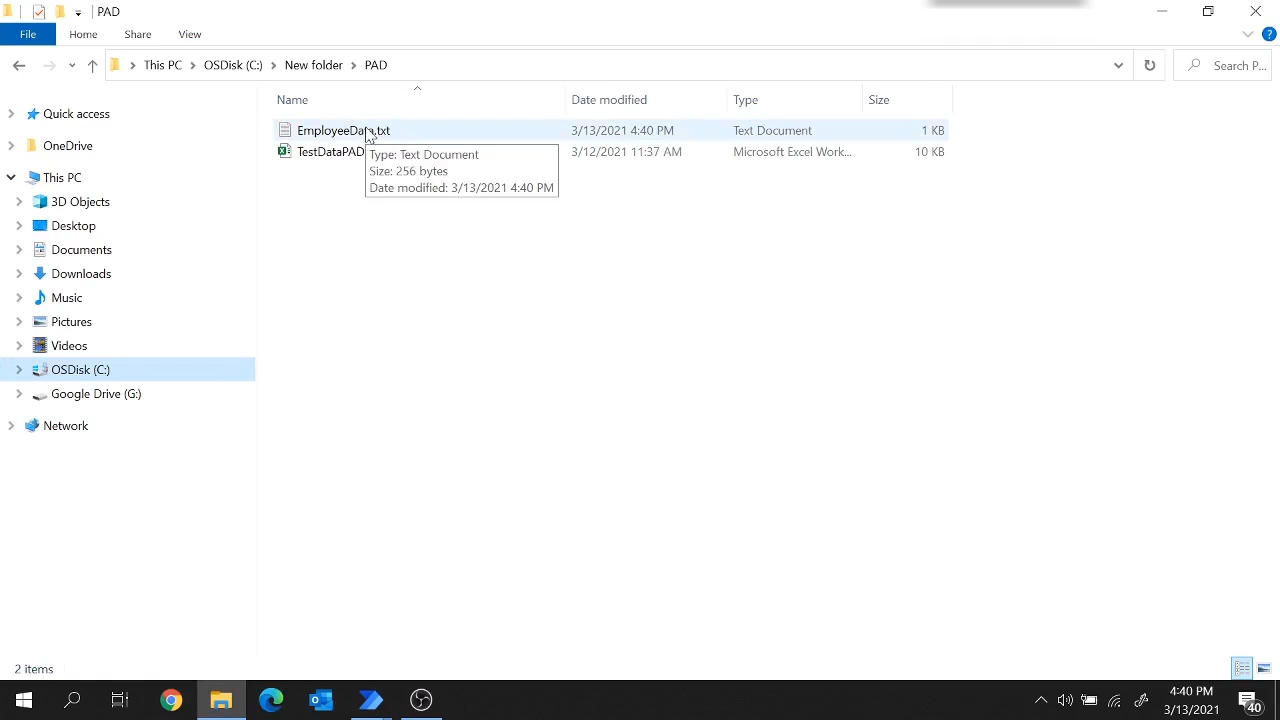 PAD
File Home Share View
This PC OSDisk (C:) New folder PAD Search P...
Name Date modified Type Size
Quick access
EmployeeData.txt 3/13/2021 4:40 PM Text Document 1 KB
OneDrive
TestDataPAD 3/12/2021 11:37 AM Microsoft Excel Work... 10 KB
Type: Text Document
Size: 256 bytes
Date modified: 3/13/2021 4:40 PM
This PC
3D Objects
Desktop
Documents
Downloads
Music
Pictures
Videos
OSDisk (C:)
Google Drive (G:)
Network
2 items
4:40 PM
3/13/2021
40